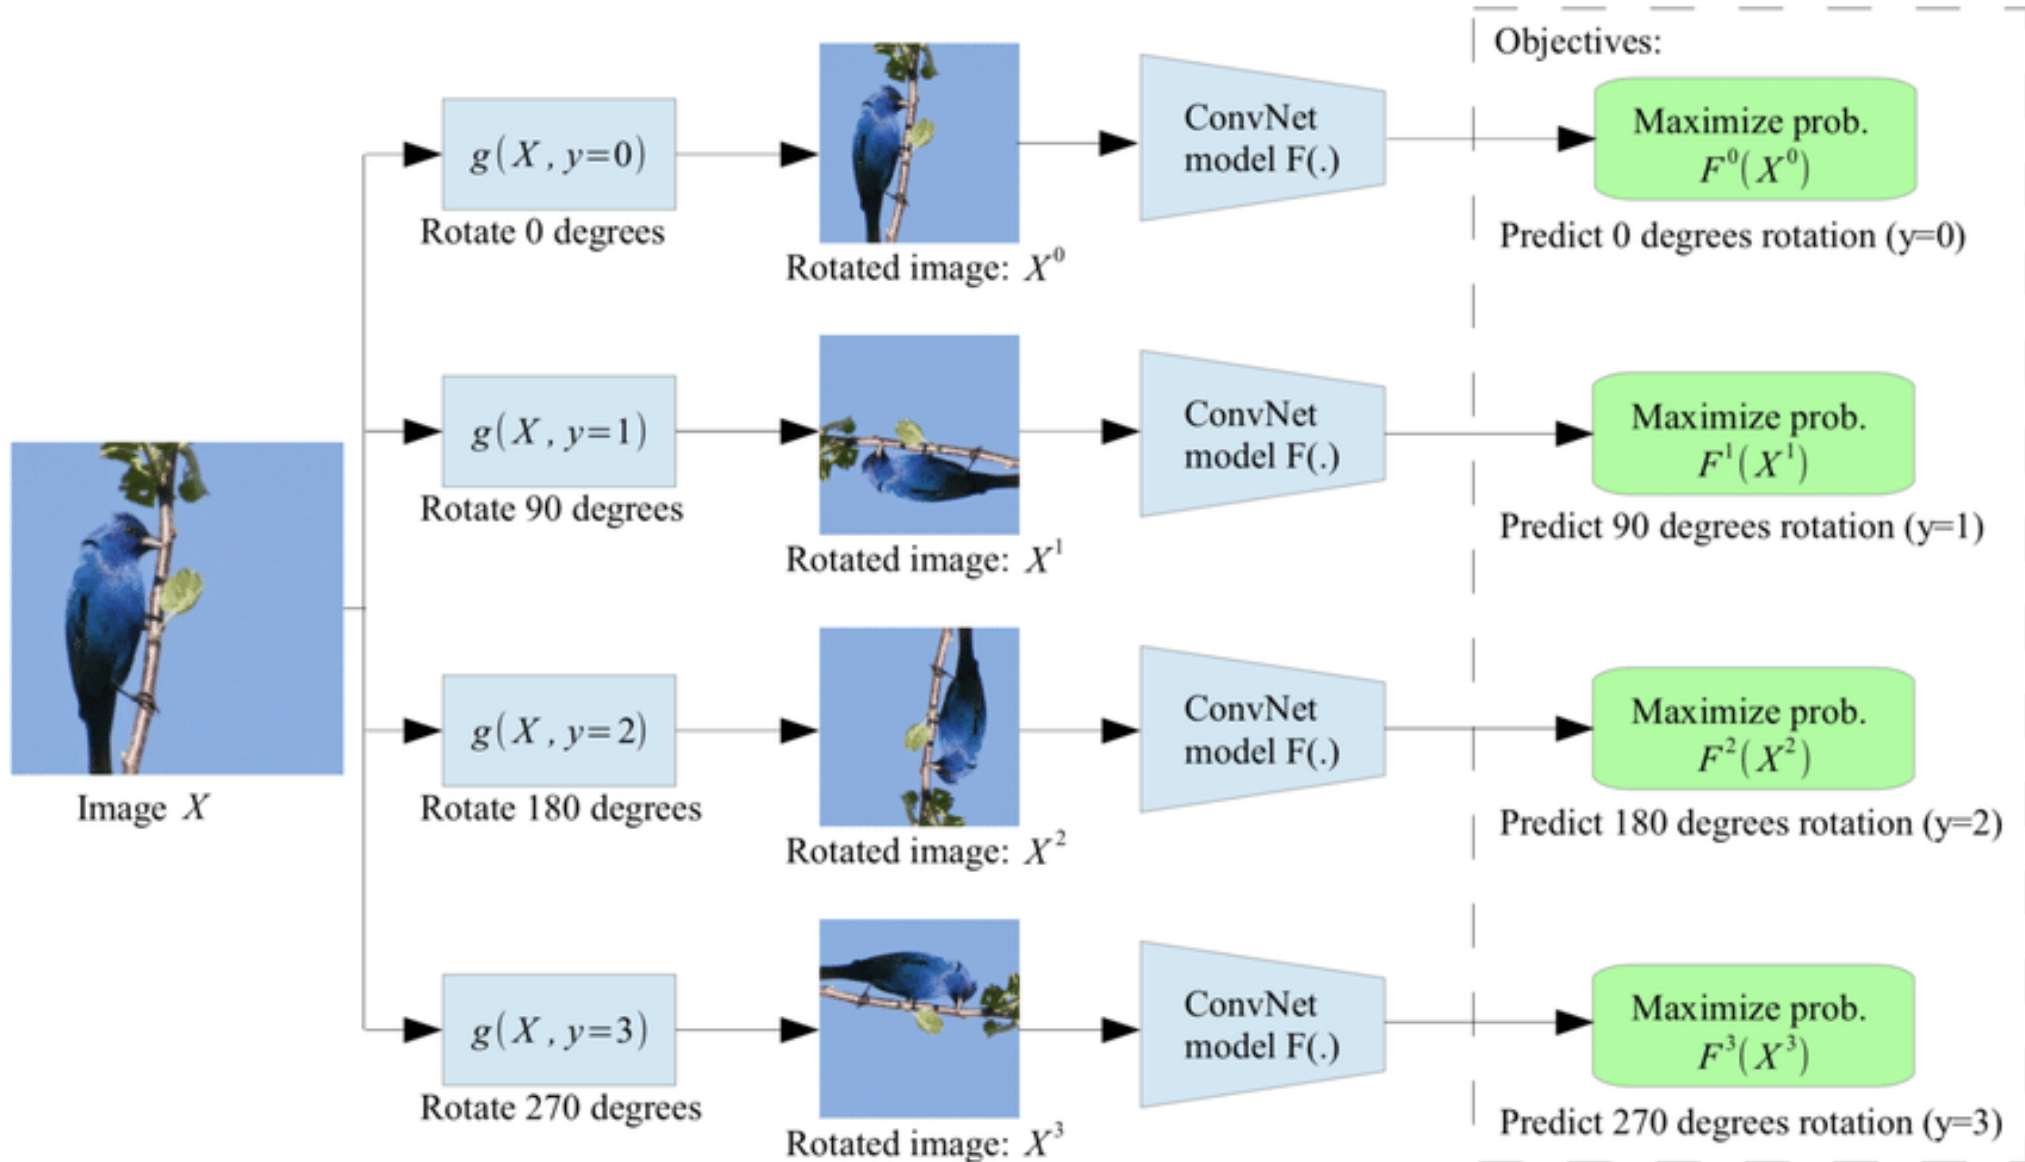 Objectives:
g(X, y=0)
Rotate 0 degrees
Rotated image: X⁰
ConvNet
model F(.)
Maximize prob.
F⁰(X⁰)
Predict 0 degrees rotation (y=0)
g(X, y=1)
Rotate 90 degrees
Rotated image: X¹
ConvNet
model F(.)
Maximize prob.
F¹(X¹)
Predict 90 degrees rotation (y=1)
Image X
g(X, y=2)
Rotate 180 degrees
Rotated image: X²
ConvNet
model F(.)
Maximize prob.
F²(X²)
Predict 180 degrees rotation (y=2)
g(X, y=3)
Rotate 270 degrees
Rotated image: X³
ConvNet
model F(.)
Maximize prob.
F³(X³)
Predict 270 degrees rotation (y=3)